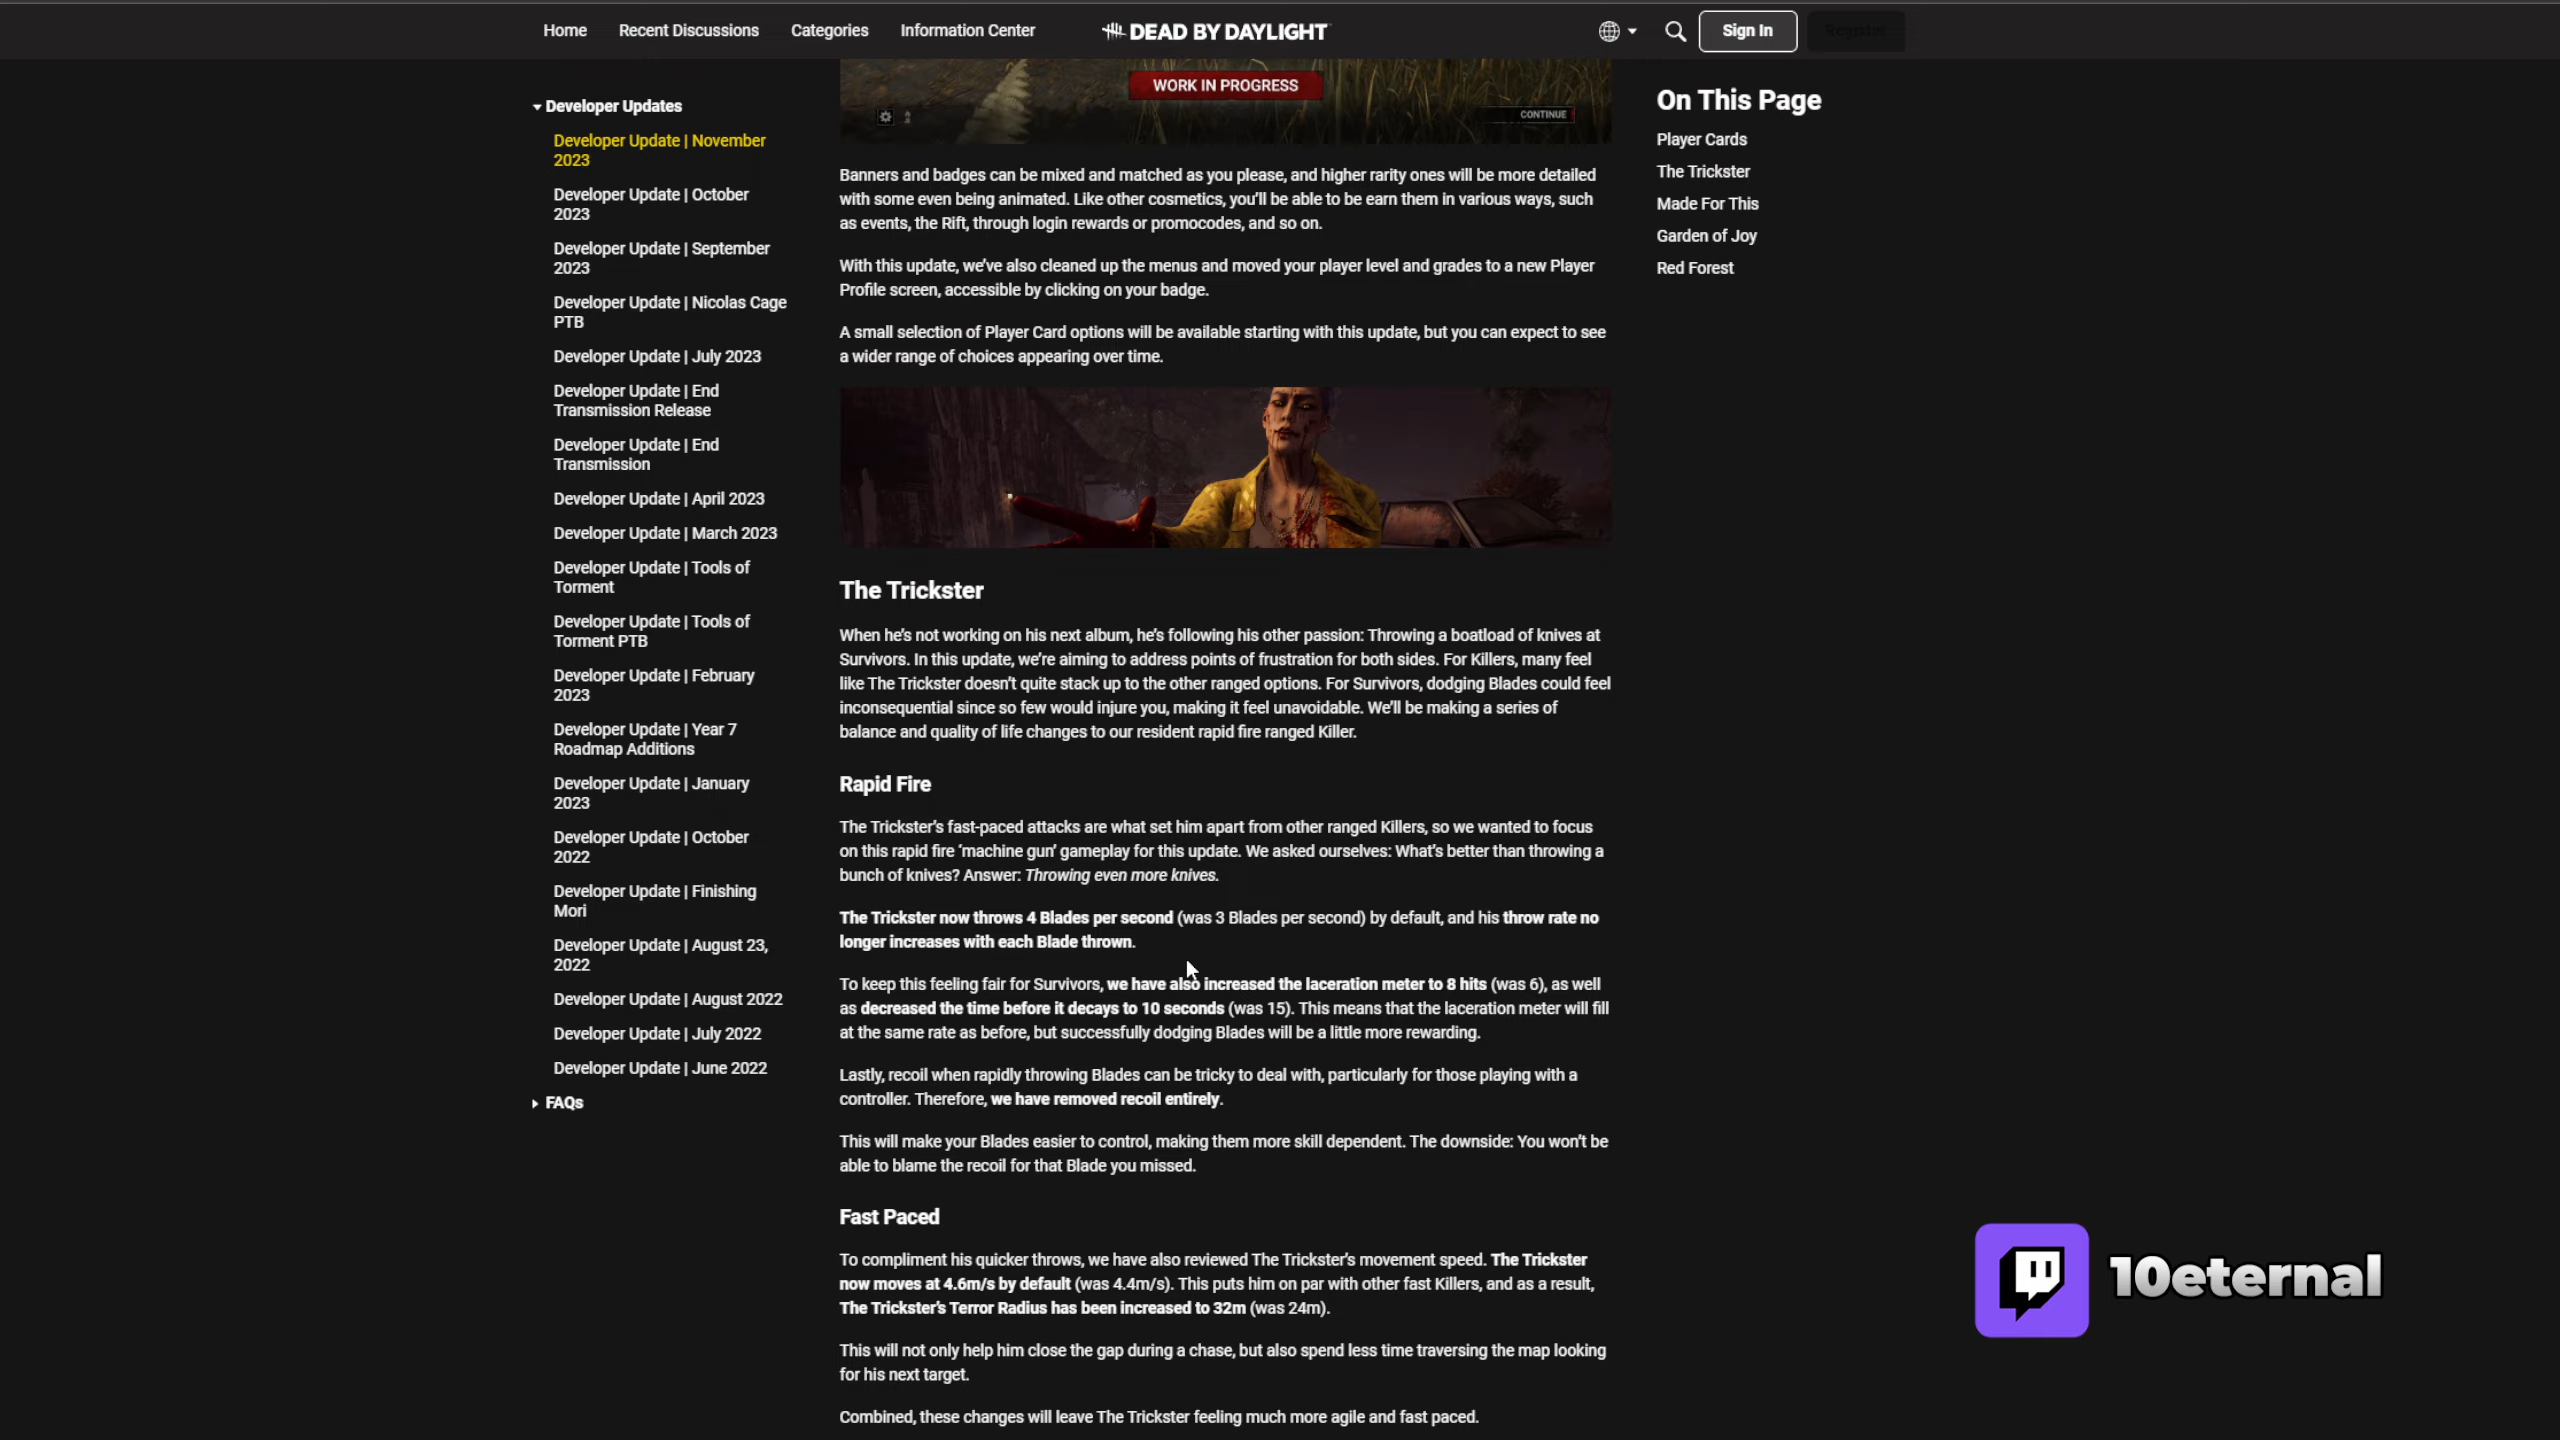 Home Recent Discussions Categories Information Center DEAD BY DAYLIGHT Sign In Register
Developer Updates
Developer Update | November
2023
Developer Update | October
2023
Developer Update | September
2023
Developer Update | Nicolas Cage
PTB
Developer Update | July 2023
Developer Update | End
Transmission Release
Developer Update | End
Transmission
Developer Update | April 2023
Developer Update | March 2023
Developer Update | Tools of
Torment
Developer Update | Tools of
Torment PTB
Developer Update | February
2023
Developer Update | Year 7
Roadmap Additions
Developer Update | January
2023
Developer Update | October
2022
Developer Update | Finishing
Mori
Developer Update | August 23,
2022
Developer Update | August 2022
Developer Update | July 2022
Developer Update | June 2022
FAQs
WORK IN PROGRESS
CONTINUE
Banners and badges can be mixed and matched as you please, and higher rarity ones will be more detailed
with some even being animated. Like other cosmetics, you'll be able to be earn them in various ways, such
as events, the Rift, through login rewards or promocodes, and so on.
With this update, we've also cleaned up the menus and moved your player level and grades to a new Player
Profile screen, accessible by clicking on your badge.
A small selection of Player Card options will be available starting with this update, but you can expect to see
a wider range of choices appearing over time.
The Trickster
When he's not working on his next album, he's following his other passion: Throwing a boatload of knives at
Survivors. In this update, we're aiming to address points of frustration for both sides. For Killers, many feel
like The Trickster doesn't quite stack up to the other ranged options. For Survivors, dodging Blades could feel
inconsequential since so few would injure you, making it feel unavoidable. We'll be making a series of
balance and quality of life changes to our resident rapid fire ranged Killer.
Rapid Fire
The Trickster's fast-paced attacks are what set him apart from other ranged Killers, so we wanted to focus
on this rapid fire 'machine gun' gameplay for this update. We asked ourselves: What's better than throwing a
bunch of knives? Answer: Throwing even more knives.
The Trickster now throws 4 Blades per second (was 3 Blades per second) by default, and his throw rate no
longer increases with each Blade thrown.
To keep this feeling fair for Survivors, we have also increased the laceration meter to 8 hits (was 6), as well
as decreased the time before it decays to 10 seconds (was 15). This means that the laceration meter will fill
at the same rate as before, but successfully dodging Blades will be a little more rewarding.
Lastly, recoil when rapidly throwing Blades can be tricky to deal with, particularly for those playing with a
controller. Therefore, we have removed recoil entirely.
This will make your Blades easier to control, making them more skill dependent. The downside: You won't be
able to blame the recoil for that Blade you missed.
Fast Paced
To compliment his quicker throws, we have also reviewed The Trickster's movement speed. The Trickster
now moves at 4.6m/s by default (was 4.4m/s). This puts him on par with other fast Killers, and as a result,
The Trickster's Terror Radius has been increased to 32m (was 24m).
This will not only help him close the gap during a chase, but also spend less time traversing the map looking
for his next target.
Combined, these changes will leave The Trickster feeling much more agile and fast paced.
On This Page
Player Cards
The Trickster
Made For This
Garden of Joy
Red Forest
10eternal